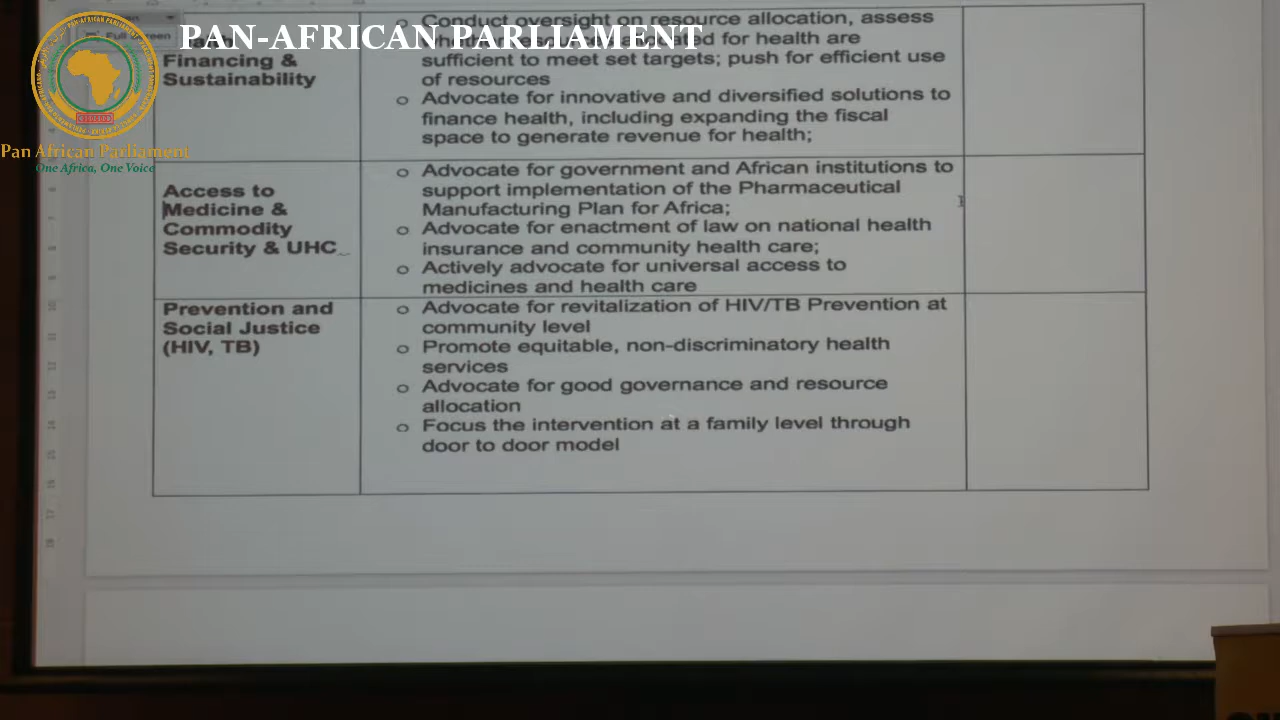 PAN-AFRICAN PARLIAMENT
Pan African Parliament
One Africa, One Voice
Financing &
Sustainability
o Conduct oversight on resource allocation, assess
for health are
sufficient to meet set targets; push for efficient use
of resources
o Advocate for innovative and diversified solutions to
finance health, including expanding the fiscal
space to generate revenue for health;
Access to
Medicine &
Commodity
Security & UHC
o Advocate for government and African institutions to
support implementation of the Pharmaceutical
Manufacturing Plan for Africa;
o Advocate for enactment of law on national health
insurance and community health care;
o Actively advocate for universal access to
medicines and health care
Prevention and
Social Justice
(HIV, TB)
o Advocate for revitalization of HIV/TB Prevention at
community level
o Promote equitable, non-discriminatory health
services
o Advocate for good governance and resource
allocation
o Focus the intervention at a family level through
door to door model